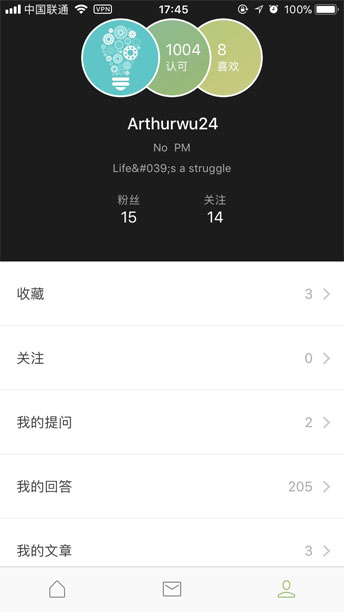 中国联通 VPN 17:45 100%
1004 8
认可 喜欢
Arthurwu24
No PM
Life&#039;s a struggle
粉丝 关注
15 14
收藏 3
关注 0
我的提问 2
我的回答 205
我的文章 3